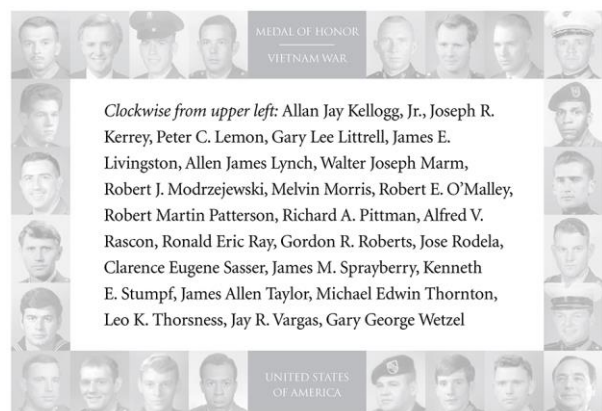 MEDAL OF HONOR
VIETNAM WAR
Clockwise from upper left: Allan Jay Kellogg, Jr., Joseph R.
Kerrey, Peter C. Lemon, Gary Lee Littrell, James E.
Livingston, Allen James Lynch, Walter Joseph Marm,
Robert J. Modrzejewski, Melvin Morris, Robert E. O’Malley,
Robert Martin Patterson, Richard A. Pittman, Alfred V.
Rascon, Ronald Eric Ray, Gordon R. Roberts, Jose Rodela,
Clarence Eugene Sasser, James M. Sprayberry, Kenneth
E. Stumpf, James Allen Taylor, Michael Edwin Thornton,
Leo K. Thorsness, Jay R. Vargas, Gary George Wetzel
UNITED STATES
OF AMERICA